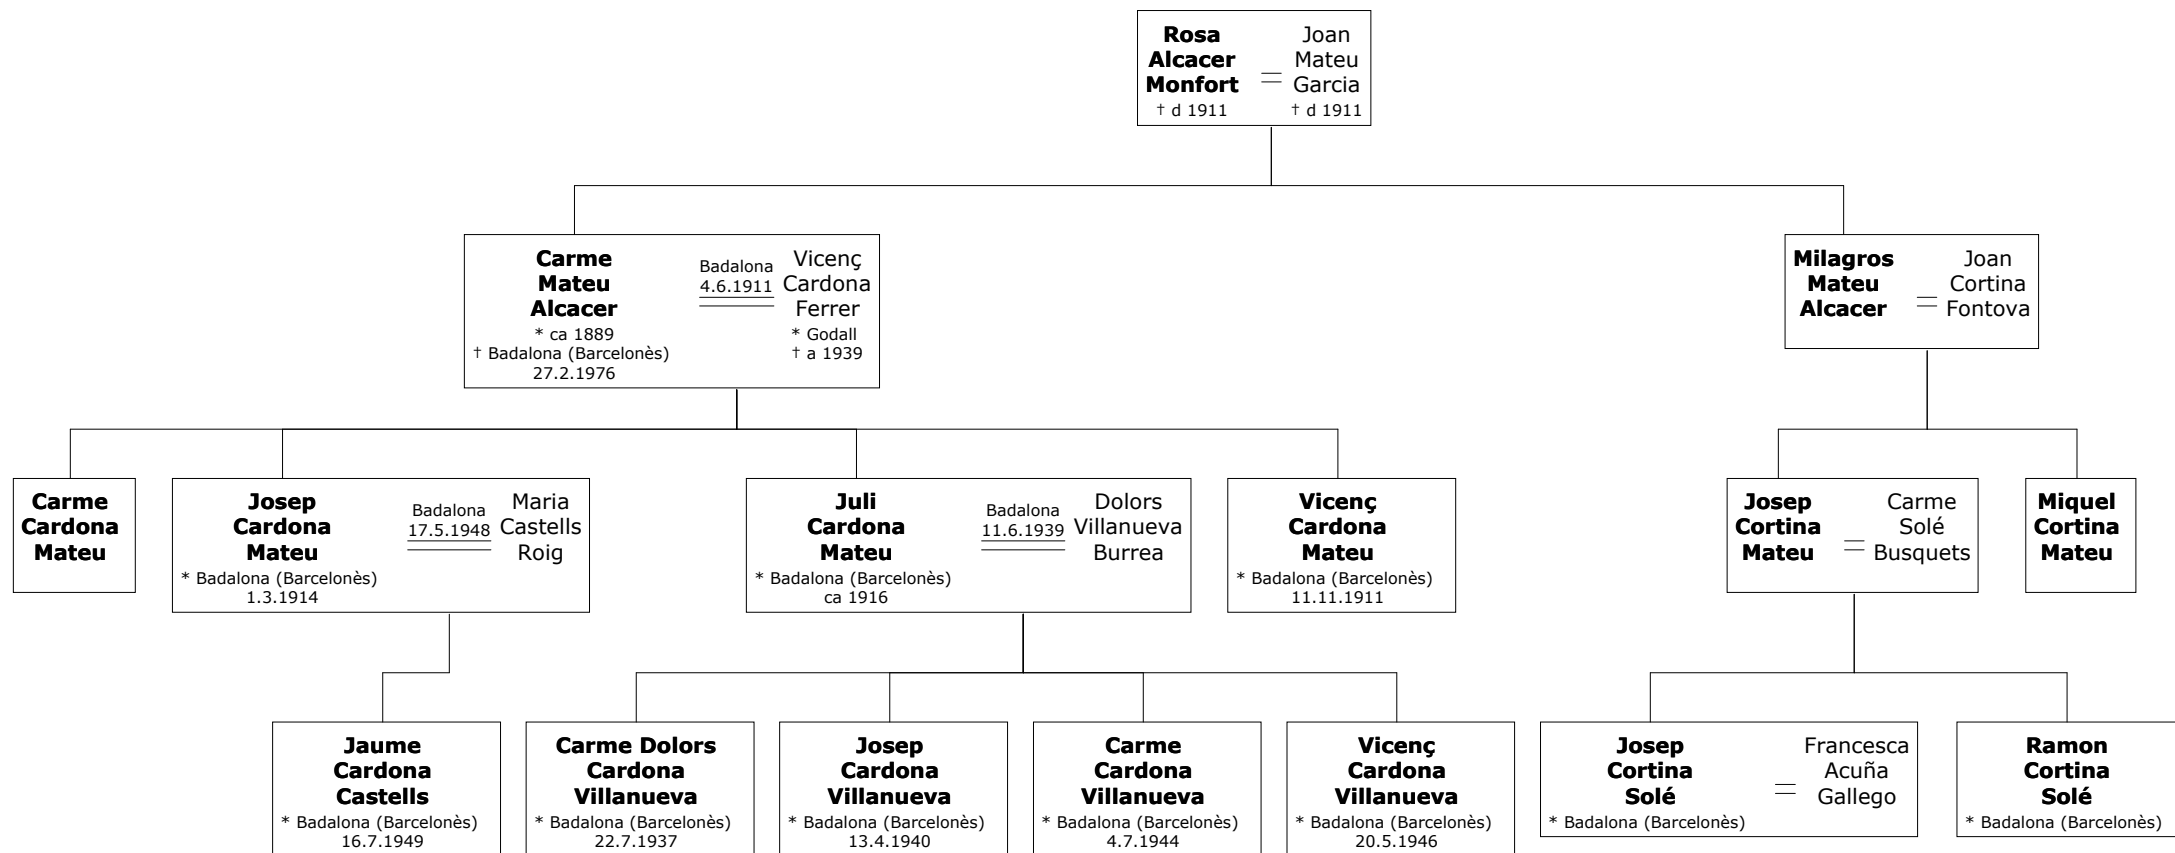 Rosa
Alcacer
Monfort
† d 1911
Joan
Mateu
Garcia
† d 1911
Carme
Mateu
Alcacer
* ca 1889
† Badalona (Barcelonès)
27.2.1976
Badalona
4.6.1911
Vicenç
Cardona
Ferrer
* Godall
† a 1939
Milagros
Mateu
Alcacer
Joan
Cortina
Fontova
Carme
Cardona
Mateu
Josep
Cardona
Mateu
* Badalona (Barcelonès)
1.3.1914
Badalona
17.5.1948
Maria
Castells
Roig
Juli
Cardona
Mateu
* Badalona (Barcelonès)
ca 1916
Badalona
11.6.1939
Dolors
Villanueva
Burrea
Vicenç
Cardona
Mateu
* Badalona (Barcelonès)
11.11.1911
Josep
Cortina
Mateu
Carme
Solé
Busquets
Miquel
Cortina
Mateu
Jaume
Cardona
Castells
* Badalona (Barcelonès)
16.7.1949
Carme Dolors
Cardona
Villanueva
* Badalona (Barcelonès)
22.7.1937
Josep
Cardona
Villanueva
* Badalona (Barcelonès)
13.4.1940
Carme
Cardona
Villanueva
* Badalona (Barcelonès)
4.7.1944
Vicenç
Cardona
Villanueva
* Badalona (Barcelonès)
20.5.1946
Josep
Cortina
Solé
* Badalona (Barcelonès)
Francesca
Acuña
Gallego
Ramon
Cortina
Solé
* Badalona (Barcelonès)